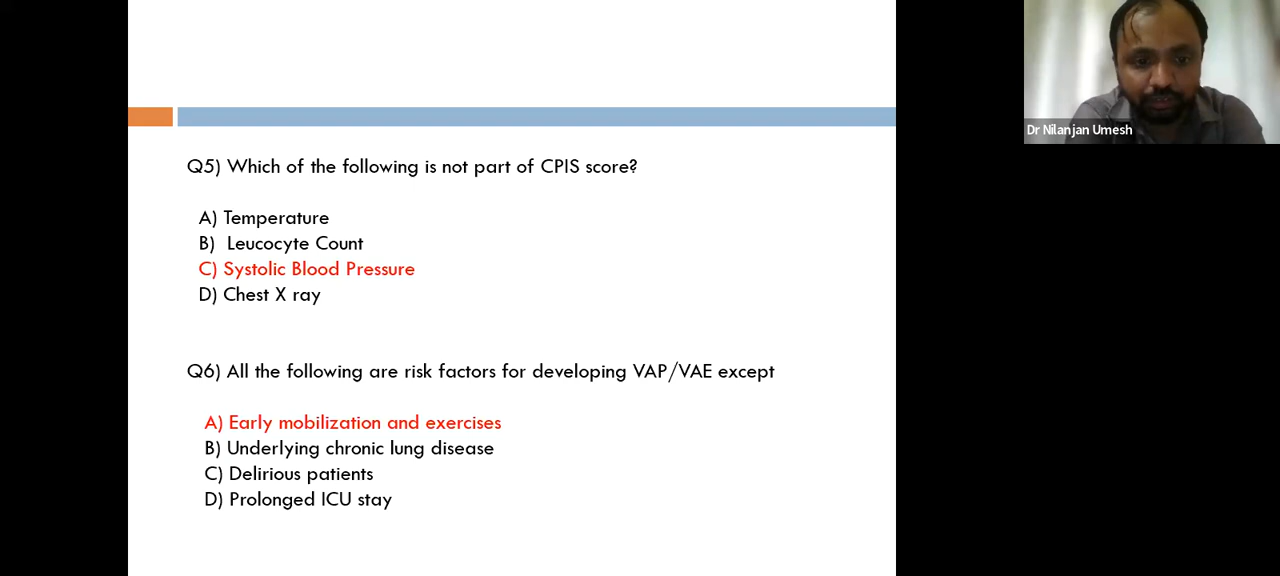 Q5) Which of the following is not part of CPIS score?
A) Temperature
B) Leucocyte Count
C) Systolic Blood Pressure
D) Chest X ray
Q6) All the following are risk factors for developing VAP/VAE except
A) Early mobilization and exercises
B) Underlying chronic lung disease
C) Delirious patients
D) Prolonged ICU stay
Dr Nilanjan Umesh